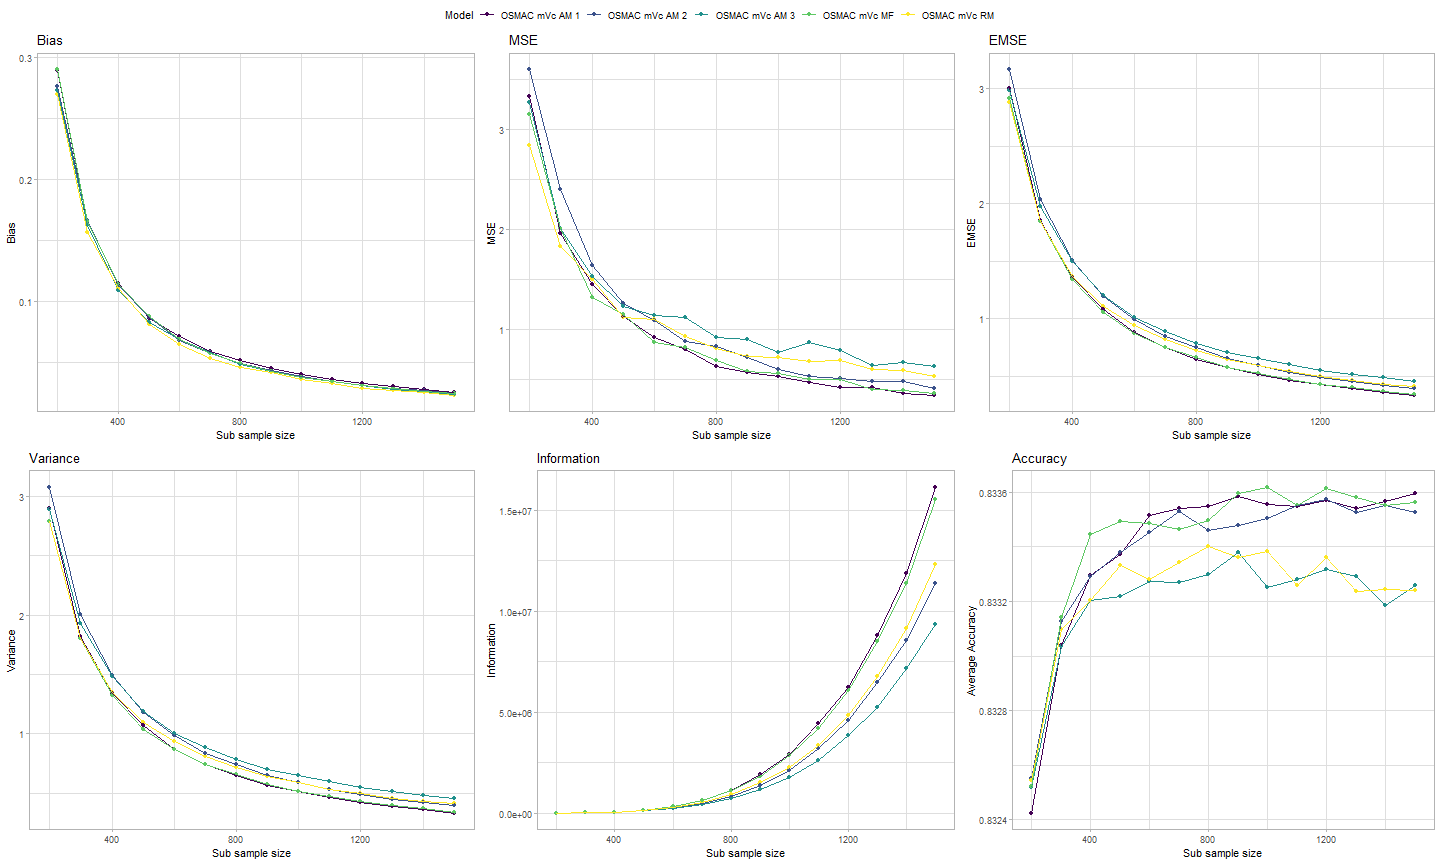 Model OSMAC mVc AM 1 OSMAC mVc AM 2 OSMAC mVc AM 3 OSMAC mVc MF OSMAC mVc RM
Bias
0.3
0.2
0.1
Bias
400
800
1200
Sub sample size
MSE
3
2
1
MSE
400
800
1200
Sub sample size
EMSE
3
2
1
EMSE
400
800
1200
Sub sample size
Variance
3
2
1
Variance
400
800
1200
Sub sample size
Information
1.5e+07
1.0e+07
5.0e+06
0.0e+00
Information
400
800
1200
Sub sample size
Accuracy
0.8336
0.8332
0.8328
0.8324
Average Accuracy
400
800
1200
Sub sample size